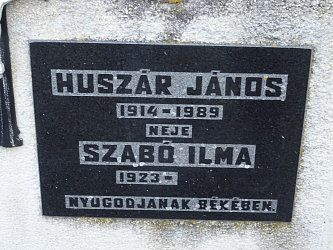 HUSZÁR JÁNOS
1914-1989
NEJE
SZABÓ ILMA
1923-
NYUGODJANAK BÉKÉBEN.